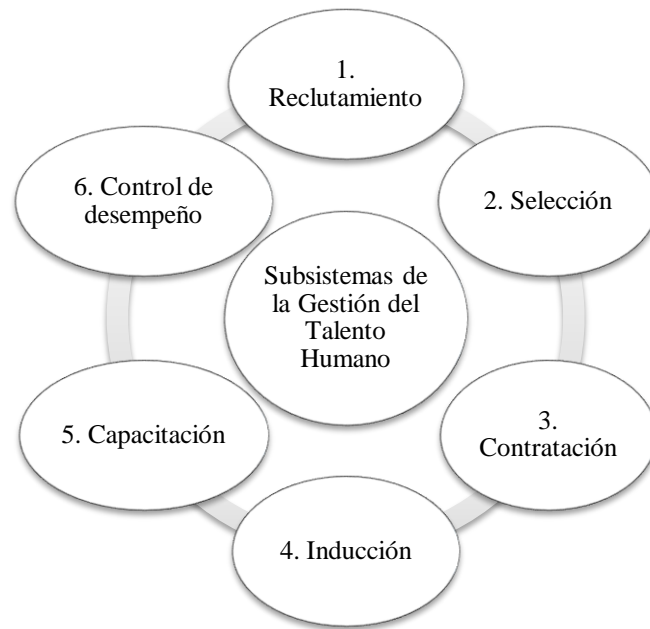 1.
Reclutamiento
2. Selección
3.
Contratación
4. Inducción
5. Capacitación
6. Control de
desempeño
Subsistemas de
la Gestión del
Talento
Humano